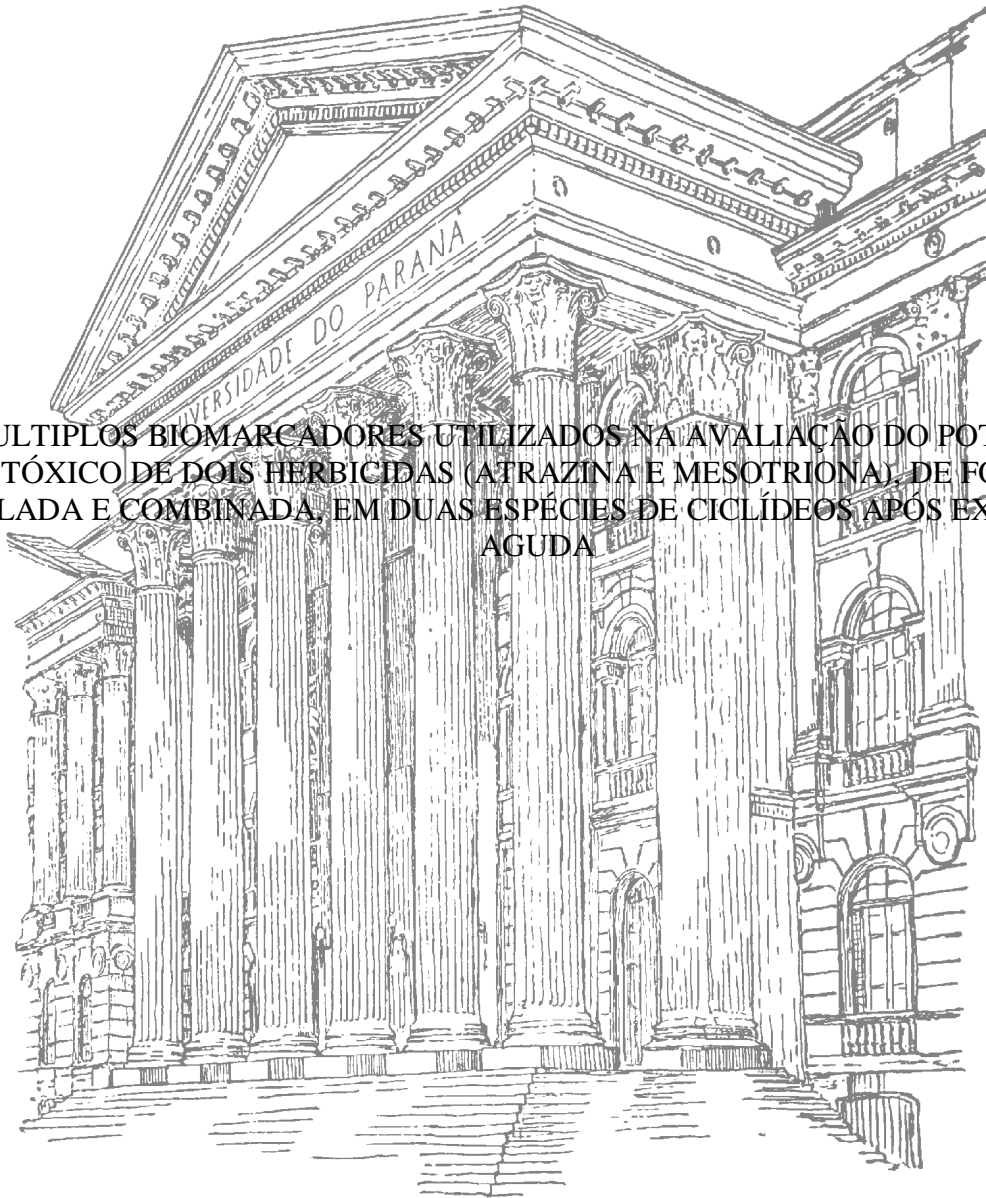 UNIVERSIDADE DO PARANÁ
ULTIPLOS BIOMARCADORES UTILIZADOS NA AVALIAÇÃO DO POT
TÓXICO DE DOIS HERBICIDAS (ATRAZINA E MESOTRIONA), DE FO
LADA E COMBINADA, EM DUAS ESPÉCIES DE CICLÍDEOS APÓS EX
AGUDA